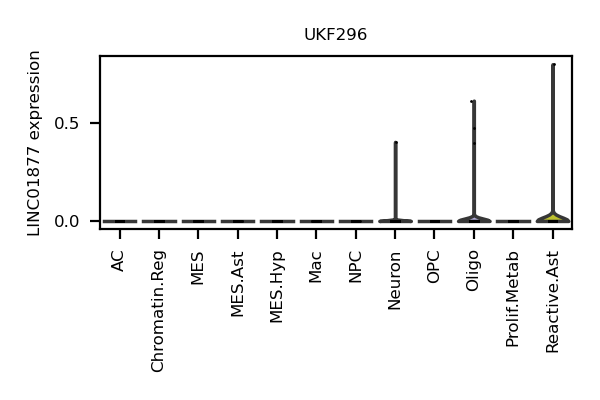 UKF296
LINC01877 expression
0.5
0.0
AC
Chromatin.Reg
MES
MES.Ast
MES.Hyp
Mac
NPC
Neuron
OPC
Oligo
Prolif.Metab
Reactive.Ast